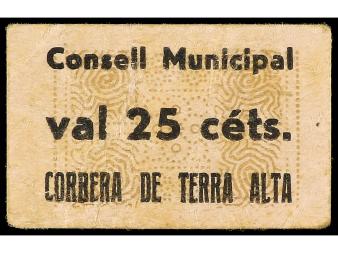 Consell Municipal
val 25 céts.
CORBERA DE TERRA ALTA